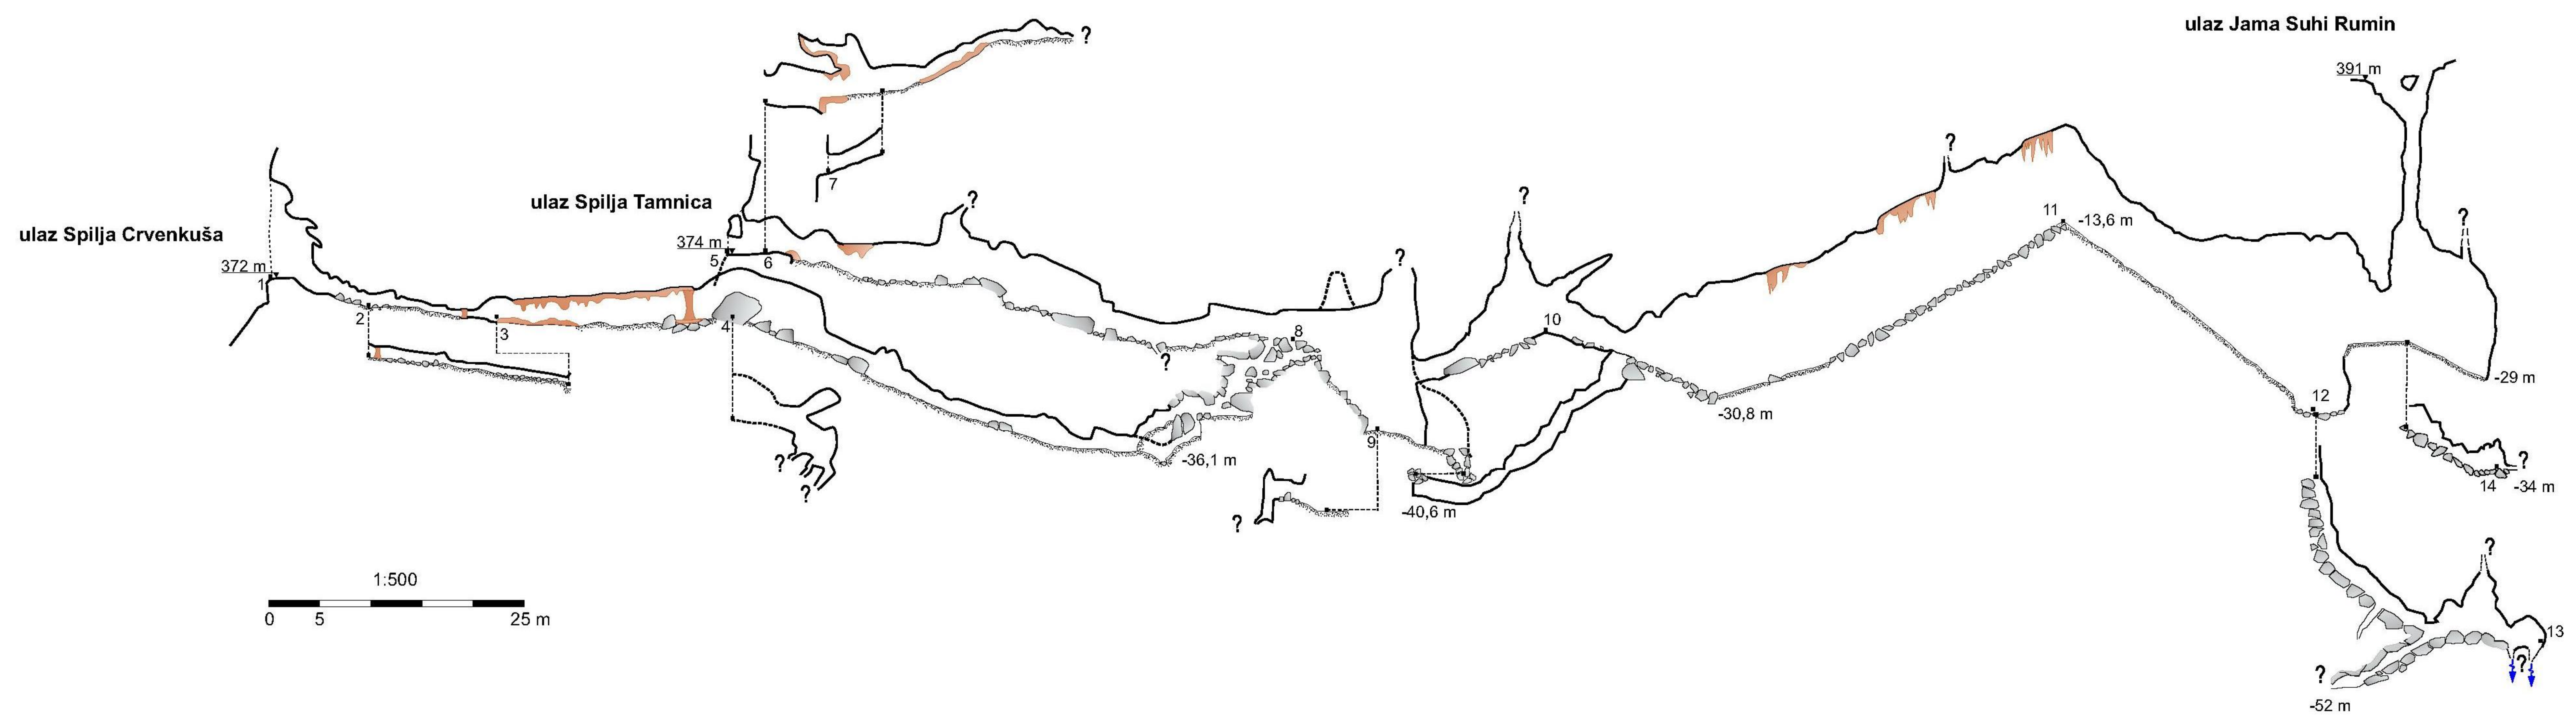 ulaz Jama Suhi Rumin
?
391 m
?
7
?
ulaz Spilja Tamnica
?
?
11
-13,6 m
?
ulaz Spilja Crvenkuša
374 m
5
6
?
372 m
1
2
3
4
8
10
?
-30,8 m
-29 m
12
9
-36,1 m
?
?
?
-40,6 m
?
14
-34 m
1:500
0
5
25 m
?
13
?
?
-52 m